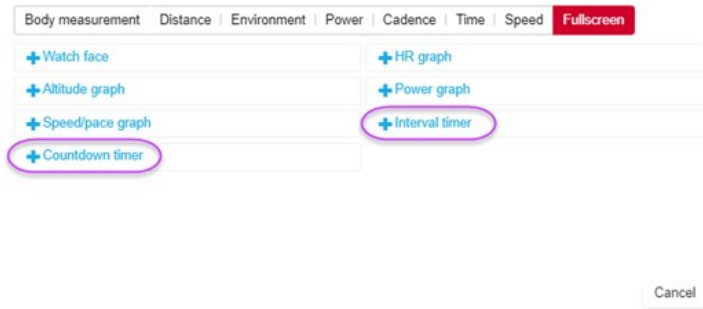 Body measurement Distance Environment Power Cadence Time Speed Fullscreen
Watch face HR graph
Altitude graph Power graph
Speed/pace graph Interval timer
Countdown timer
Cancel